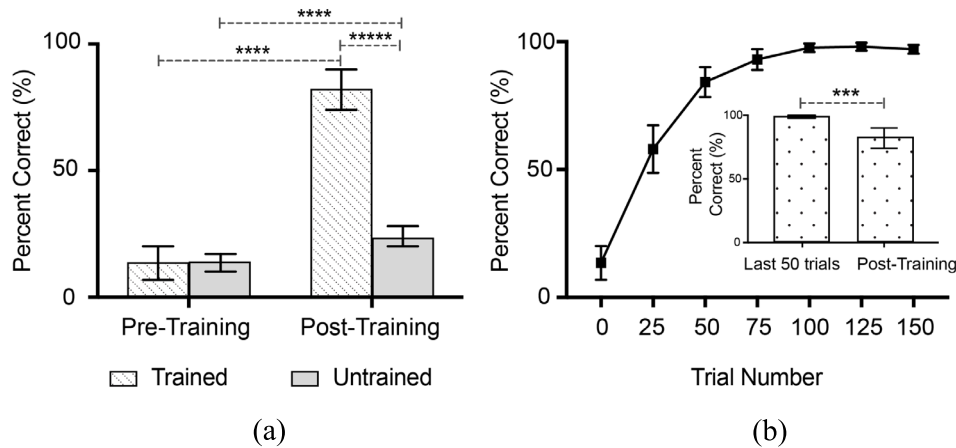 ****
100
****
*****
50
0
Percent Correct (%)
Pre-Training
Post-Training
Trained
Untrained
(a)
100
50
0
Percent Correct (%)
***
100
50
0
Percent
Correct (%)
Last 50 trials
Post-Training
0 25 50 75 100 125 150
Trial Number
(b)